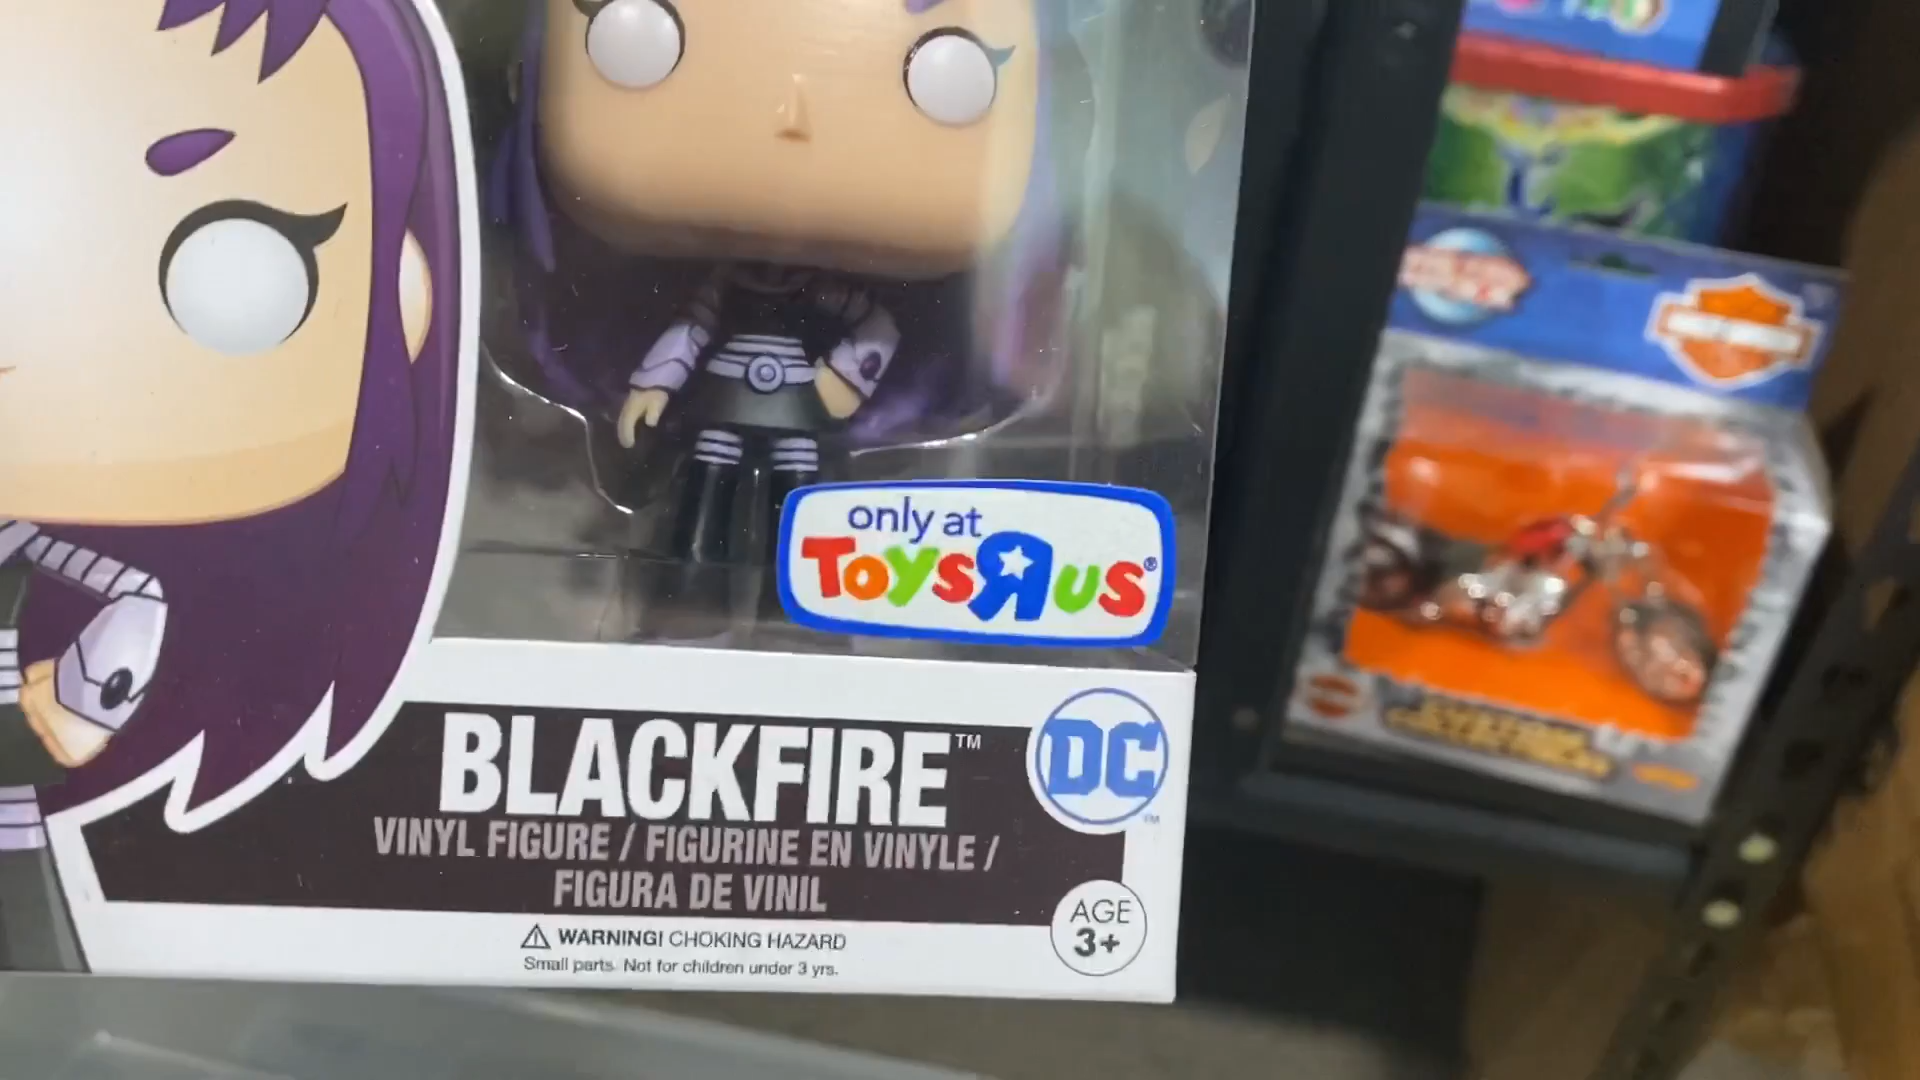 only at
TOYSRUS®
BLACKFIRE™
DC™
VINYL FIGURE / FIGURINE EN VINYLE /
FIGURA DE VINIL
AGE
3+
⚠ WARNING! CHOKING HAZARD
Small parts. Not for children under 3 yrs.